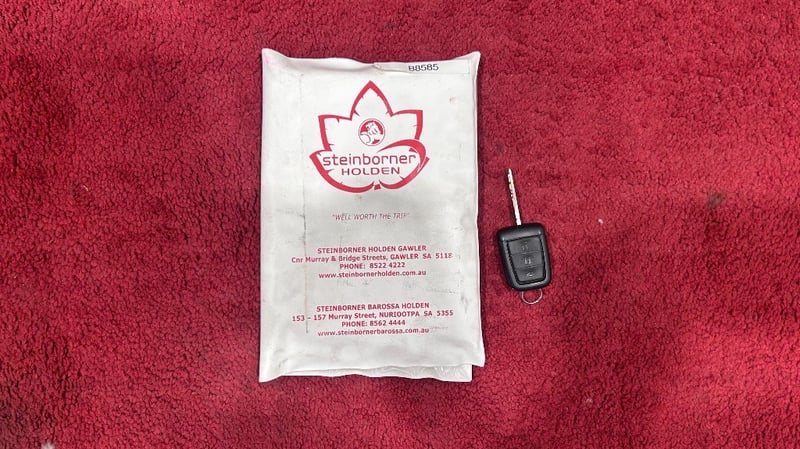 B8585
steinborner
HOLDEN
"WELL WORTH THE TRIP"
STEINBORNER HOLDEN GAWLER
Cnr Murray & Bridge Streets, GAWLER SA 5118
PHONE: 8522 4222
www.steinbornerholden.com.au
STEINBORNER BAROSSA HOLDEN
153 - 157 Murray Street, NURIOOTPA SA 5355
PHONE: 8562 4444
www.steinbornerbarossa.com.au